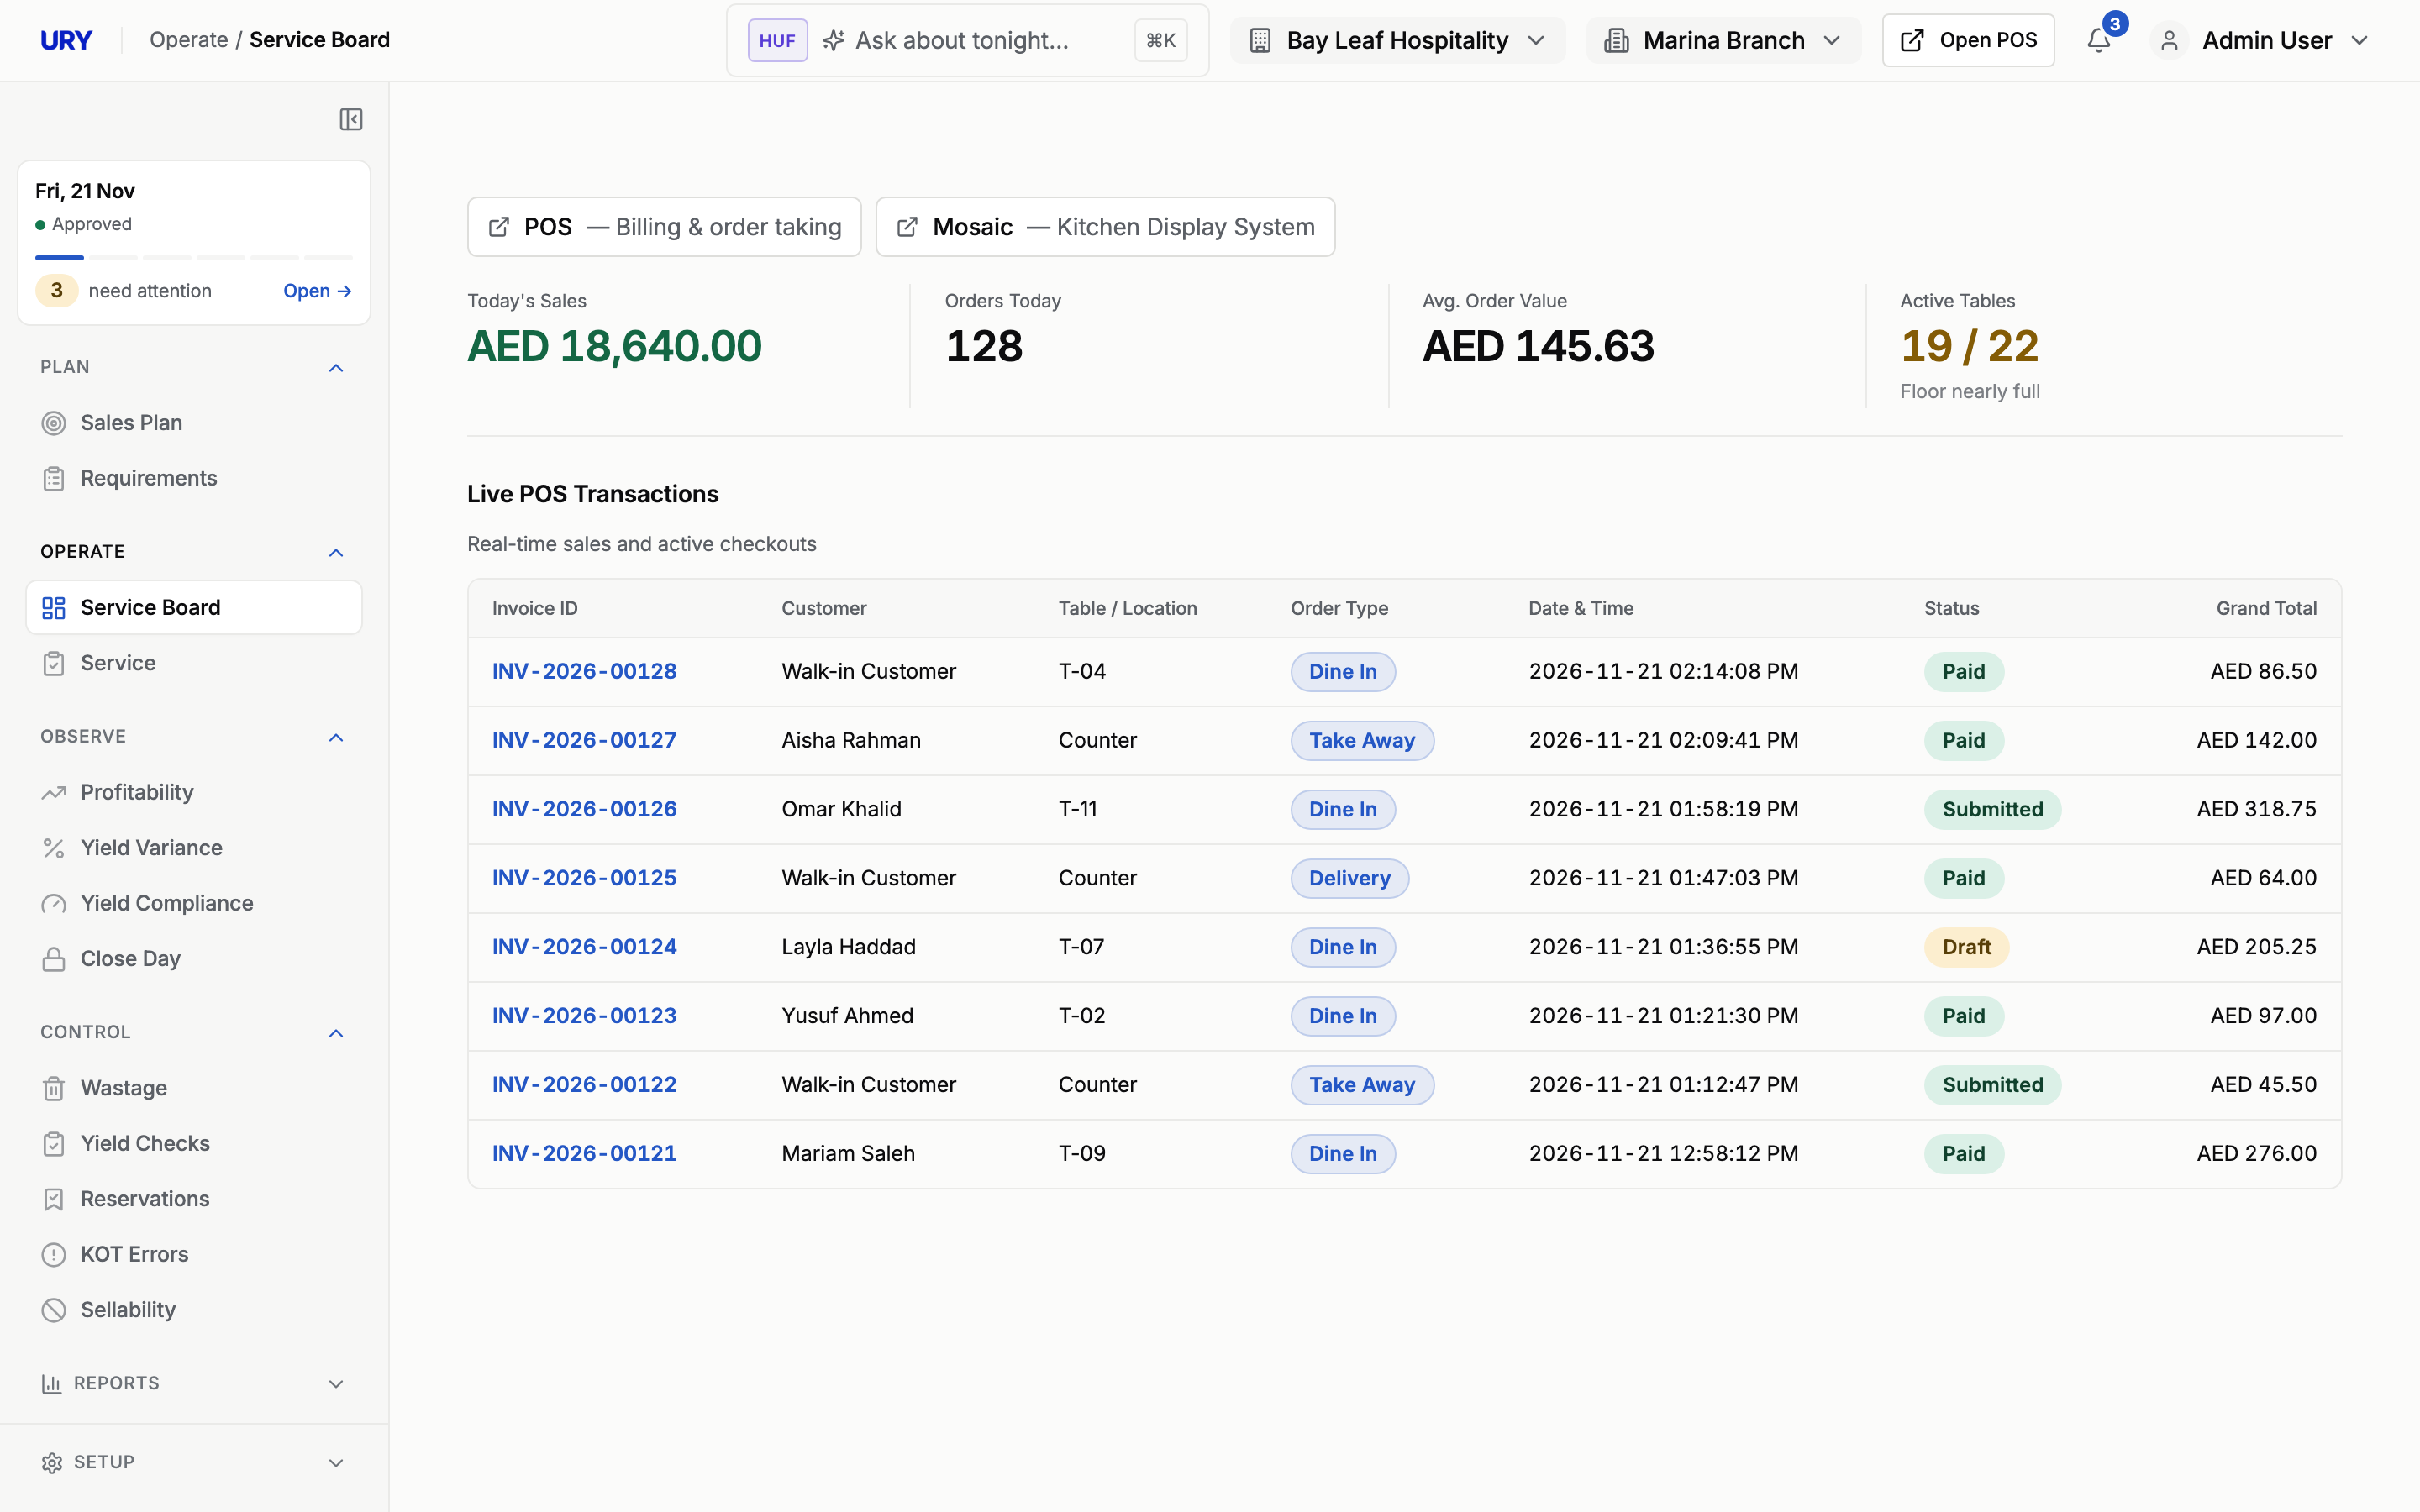 URY
Operate / Service Board
HUF Ask about tonight... ⌘K
Bay Leaf Hospitality
Marina Branch
Open POS
3
Admin User
Fri, 21 Nov
Approved
3 need attention Open →
PLAN
Sales Plan
Requirements
OPERATE
Service Board
Service
OBSERVE
Profitability
Yield Variance
Yield Compliance
Close Day
CONTROL
Wastage
Yield Checks
Reservations
KOT Errors
Sellability
REPORTS
SETUP
POS — Billing & order taking
Mosaic — Kitchen Display System
Today's Sales
AED 18,640.00
Orders Today
128
Avg. Order Value
AED 145.63
Active Tables
19 / 22
Floor nearly full
Live POS Transactions
Real-time sales and active checkouts
Invoice ID Customer Table / Location Order Type Date & Time Status Grand Total
INV-2026-00128 Walk-in Customer T-04 Dine In 2026-11-21 02:14:08 PM Paid AED 86.50
INV-2026-00127 Aisha Rahman Counter Take Away 2026-11-21 02:09:41 PM Paid AED 142.00
INV-2026-00126 Omar Khalid T-11 Dine In 2026-11-21 01:58:19 PM Submitted AED 318.75
INV-2026-00125 Walk-in Customer Counter Delivery 2026-11-21 01:47:03 PM Paid AED 64.00
INV-2026-00124 Layla Haddad T-07 Dine In 2026-11-21 01:36:55 PM Draft AED 205.25
INV-2026-00123 Yusuf Ahmed T-02 Dine In 2026-11-21 01:21:30 PM Paid AED 97.00
INV-2026-00122 Walk-in Customer Counter Take Away 2026-11-21 01:12:47 PM Submitted AED 45.50
INV-2026-00121 Mariam Saleh T-09 Dine In 2026-11-21 12:58:12 PM Paid AED 276.00